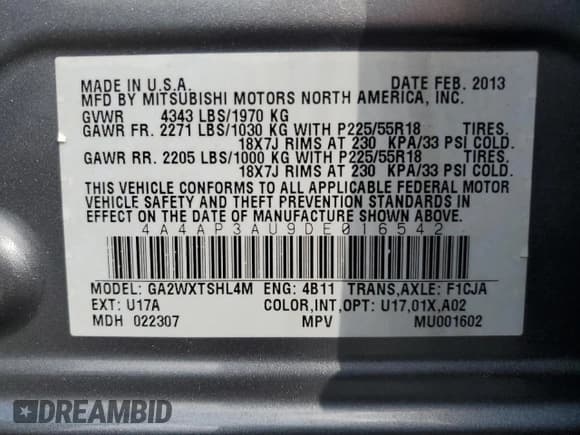 MADE IN U.S.A. DATE FEB. 2013
MFD BY MITSUBISHI MOTORS NORTH AMERICA, INC.
GVWR 4343 LBS/1970 KG
GAWR FR. 2271 LBS/1030 KG WITH P225/55R18 TIRES,
18X7J RIMS AT 230 KPA/33 PSI COLD.
GAWR RR. 2205 LBS/1000 KG WITH P225/55R18 TIRES,
18X7J RIMS AT 230 KPA/33 PSI COLD.
THIS VEHICLE CONFORMS TO ALL APPLICABLE FEDERAL MOTOR
VEHICLE SAFETY AND THEFT PREVENTION STANDARDS IN
EFFECT ON THE DATE OF MANUFACTURE SHOWN ABOVE.
4A4AP3AU9DE016542
MODEL: GA2WXTSHL4M ENG: 4B11 TRANS,AXLE: F1CJA
EXT: U17A COLOR,INT,OPT: U17,01X,A02
MDH 022307 MPV MU001602
DREAMBID